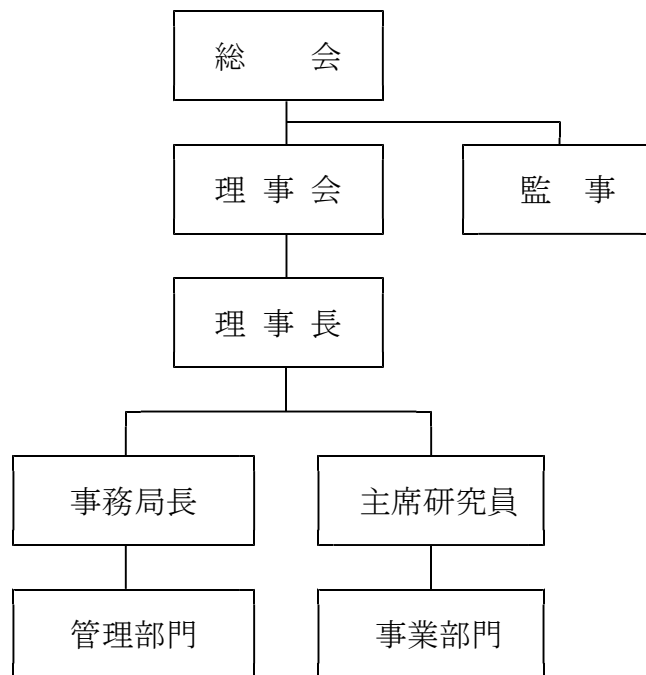 総 会
理 事 会
監 事
理 事 長
事務局長
主席研究員
管理部門
事業部門